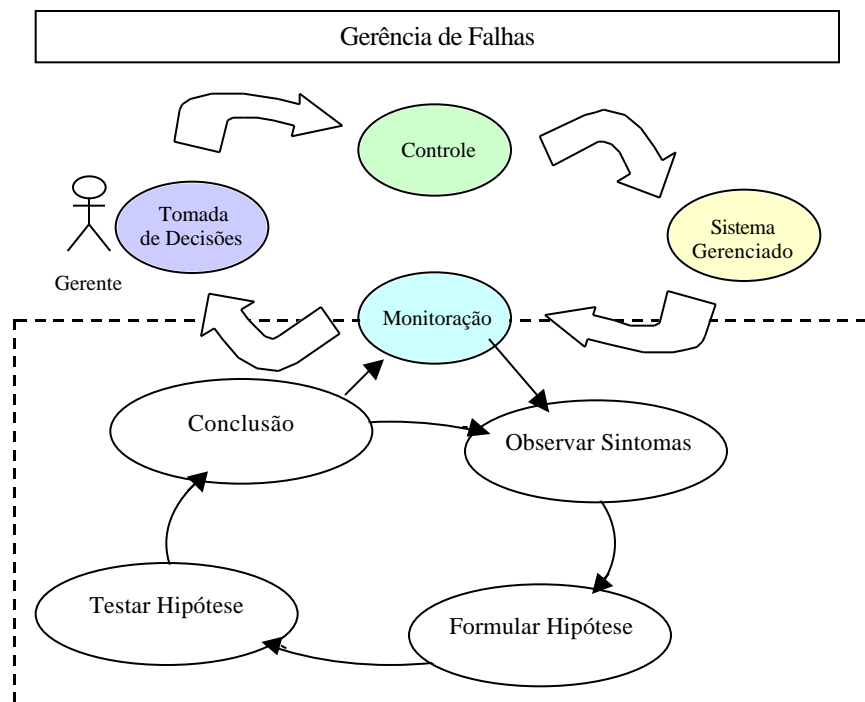 Gerência de Falhas
Controle
Tomada
de Decisões
Sistema
Gerenciado
Gerente
Monitoração
Conclusão
Observar Sintomas
Testar Hipótese
Formular Hipótese